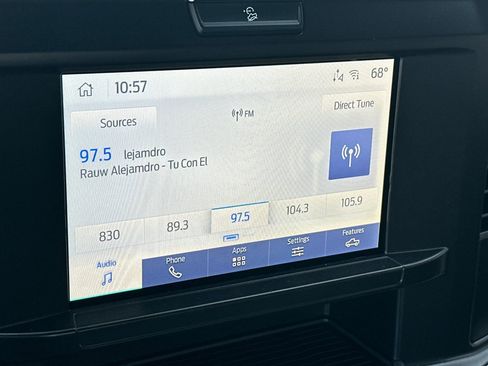 10:57
68°
Sources
FM
Direct Tune
97.5 lejamdro
Rauw Alejamdro - Tu Con El
830 89.3 97.5 104.3 105.9
Audio Phone Apps Settings Features